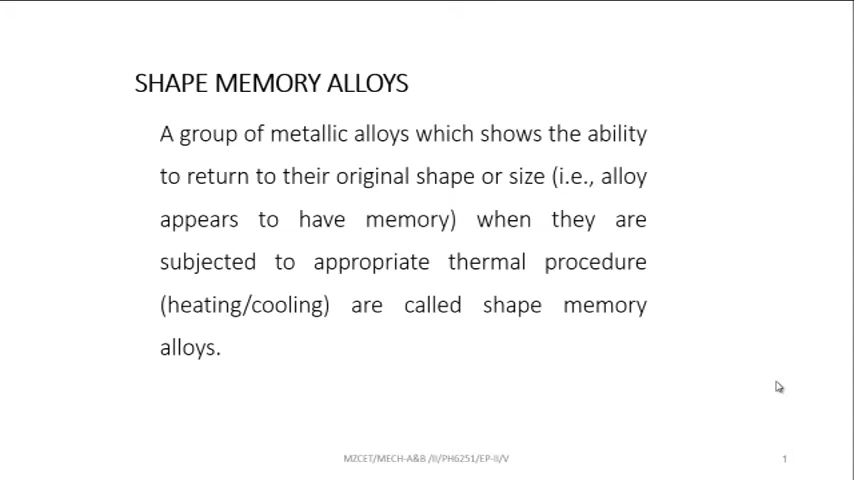 SHAPE MEMORY ALLOYS
A group of metallic alloys which shows the ability
to return to their original shape or size (i.e., alloy
appears to have memory) when they are
subjected to appropriate thermal procedure
(heating/cooling) are called shape memory
alloys.
MZCET/MECH-A&B /II/PH6251/EP-II/V
1